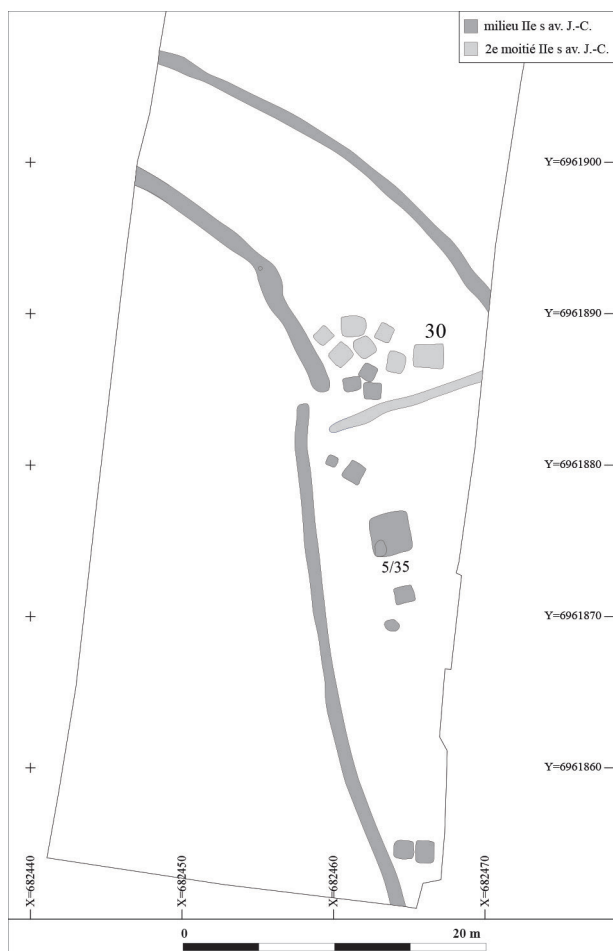 milieu IIe s av. J.-C.
2e moitié IIe s av. J.-C.
Y=6961900
Y=6961890
30
Y=6961880
5/35
Y=6961870
Y=6961860
X=682440
X=682450
X=682460
X=682470
0
20 m